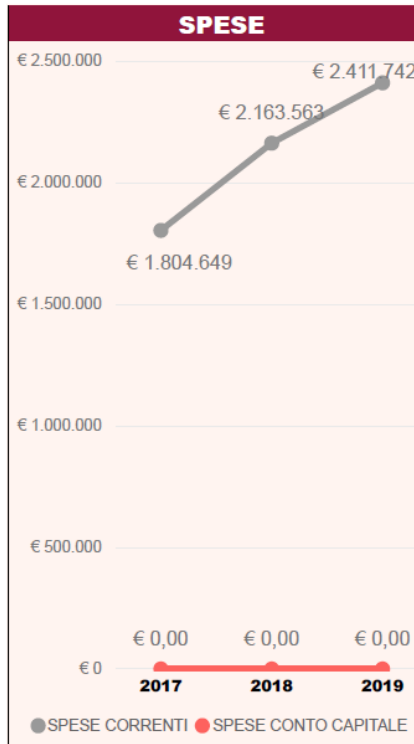 SPESE
€ 2.500.000
€ 2.411.742
€ 2.163.563
€ 2.000.000
€ 1.804.649
€ 1.500.000
€ 1.000.000
€ 500.000
€ 0,00 € 0,00 € 0,00
€ 0
2017 2018 2019
SPESE CORRENTI SPESE CONTO CAPITALE